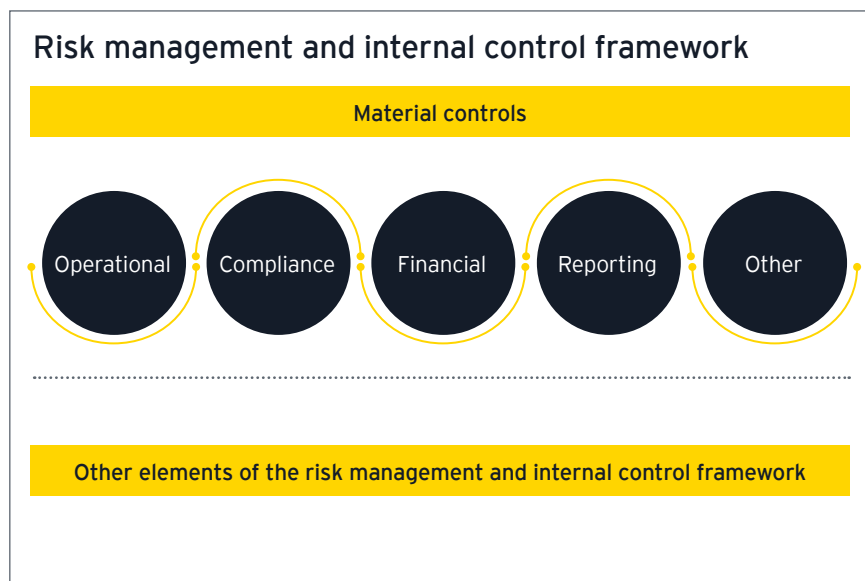 Risk management and internal control framework
Material controls
Operational
Compliance
Financial
Reporting
Other
Other elements of the risk management and internal control framework